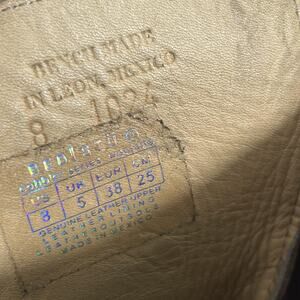 BENCH MADE
IN LEON, MEXICO
8 1024
US UK EUR CM
8 5 38 25
GENUINE LEATHER UPPER
LEATHER LINING
LEATHER OUTSOLE
MADE IN MEXICO